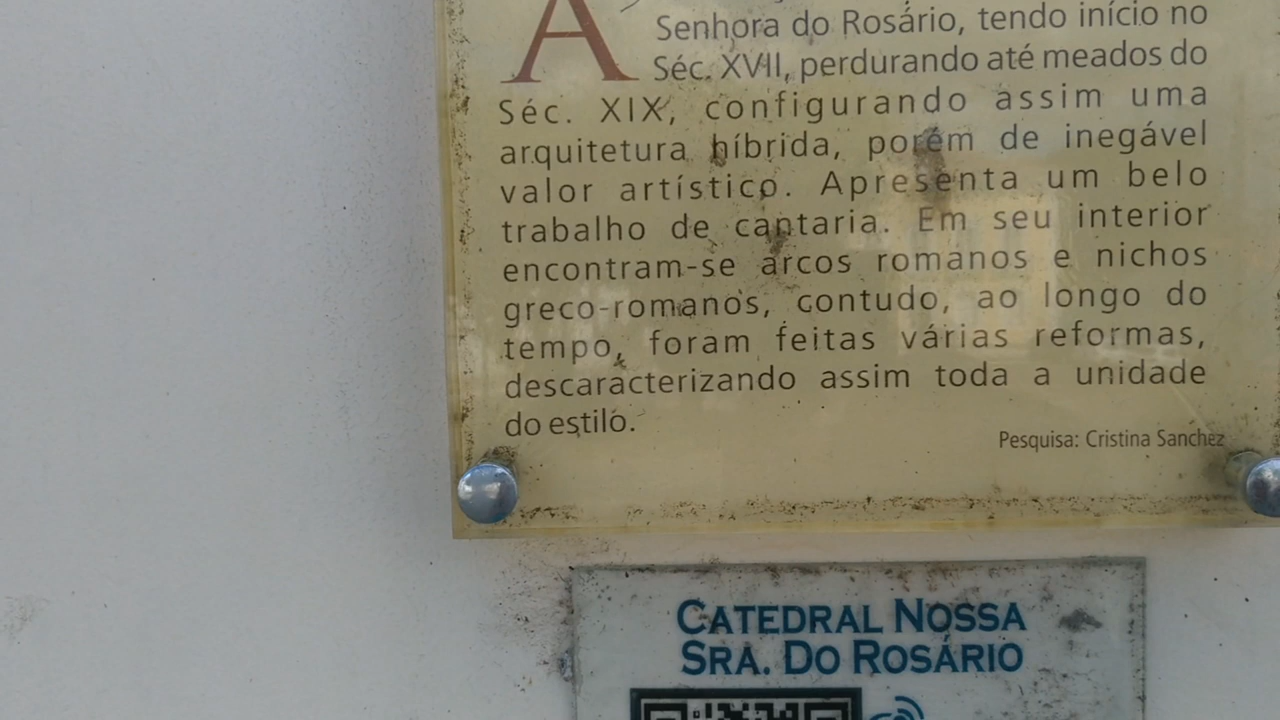 A
Senhora do Rosário, tendo início no
Séc. XVII, perdurando até meados do
Séc. XIX, configurando assim uma
arquitetura híbrida, porém de inegável
valor artístico. Apresenta um belo
trabalho de cantaria. Em seu interior
encontram-se arcos romanos e nichos
greco-romanos, contudo, ao longo do
tempo, foram feitas várias reformas,
descaracterizando assim toda a unidade
do estilo.
Pesquisa: Cristina Sanchez
CATEDRAL NOSSA
SRA. DO ROSÁRIO